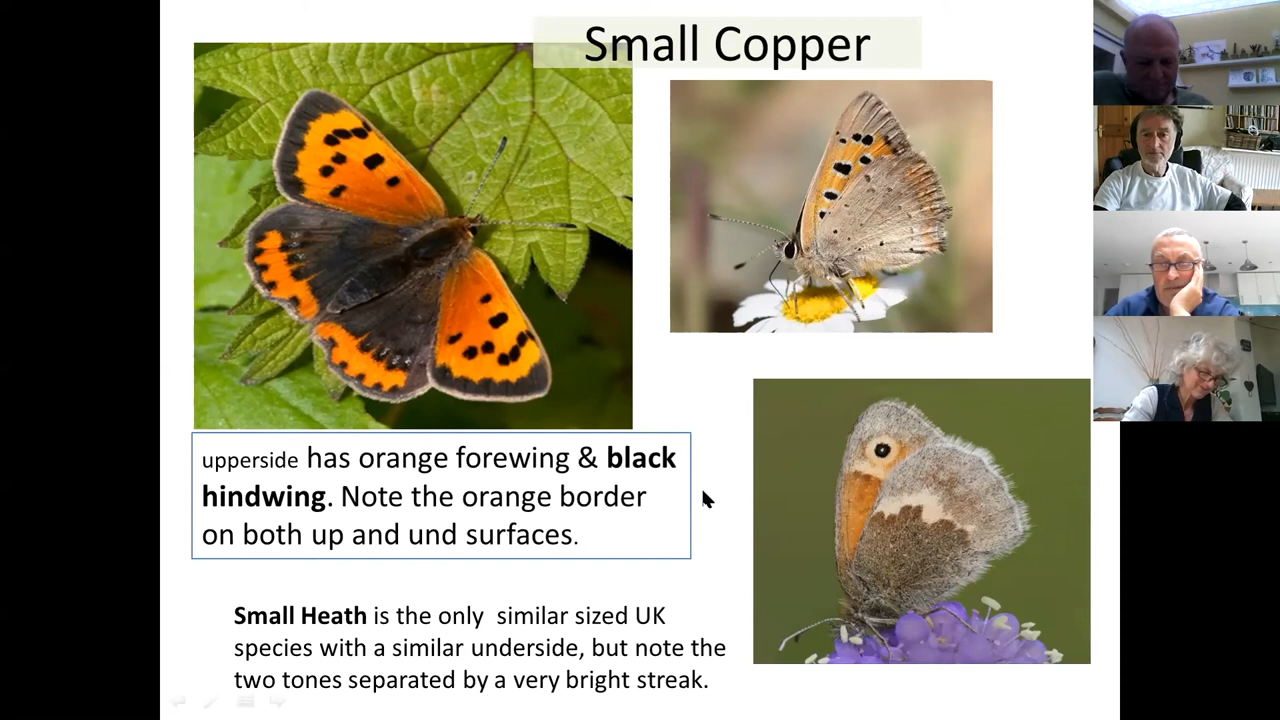 Small Copper
upperside has orange forewing & black
hindwing. Note the orange border
on both up and und surfaces.
Small Heath is the only  similar sized UK
species with a similar underside, but note the
two tones separated by a very bright streak.